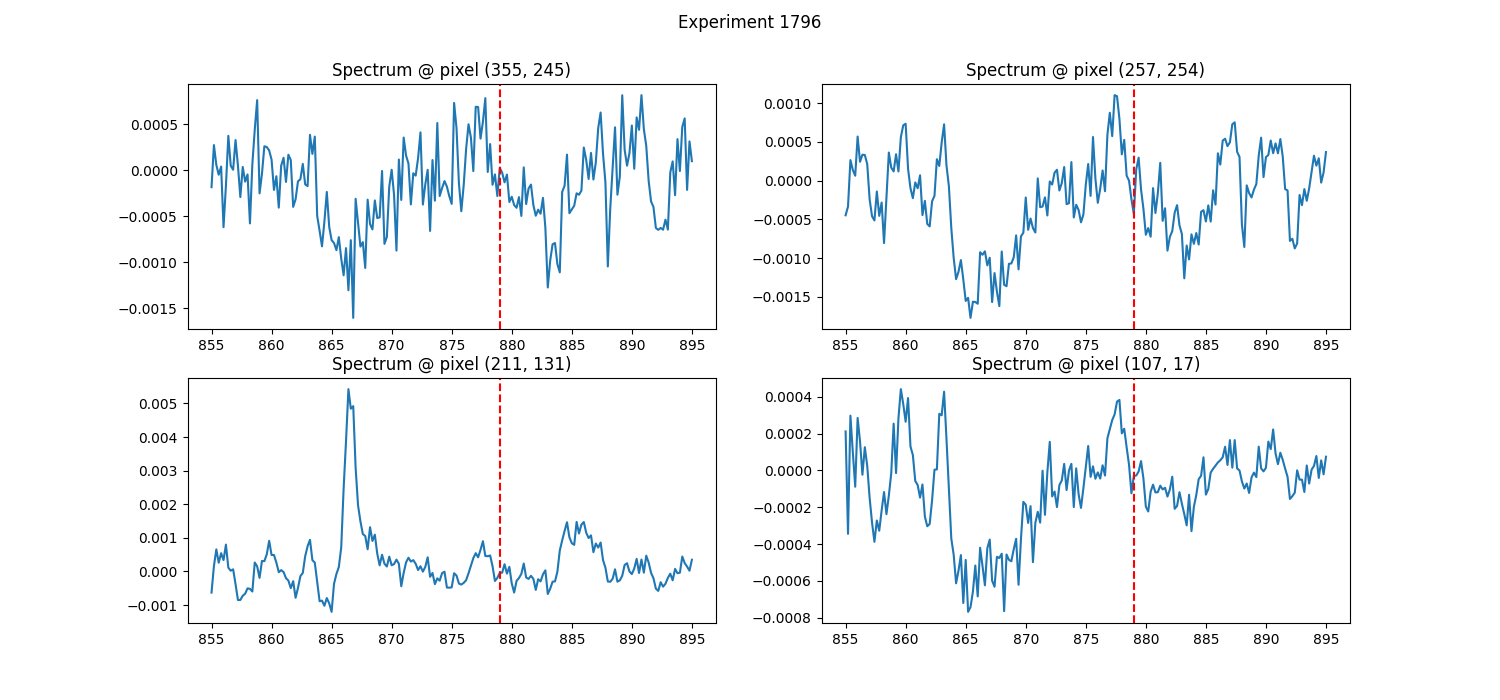 Experiment 1796
Spectrum @ pixel (355, 245)
0.0005
0.0000
−0.0005
−0.0010
−0.0015
855 860 865 870 875 880 885 890 895
Spectrum @ pixel (257, 254)
0.0010
0.0005
0.0000
−0.0005
−0.0010
−0.0015
855 860 865 870 875 880 885 890 895
Spectrum @ pixel (211, 131)
0.005
0.004
0.003
0.002
0.001
0.000
−0.001
855 860 865 870 875 880 885 890 895
Spectrum @ pixel (107, 17)
0.0004
0.0002
0.0000
−0.0002
−0.0004
−0.0006
−0.0008
855 860 865 870 875 880 885 890 895